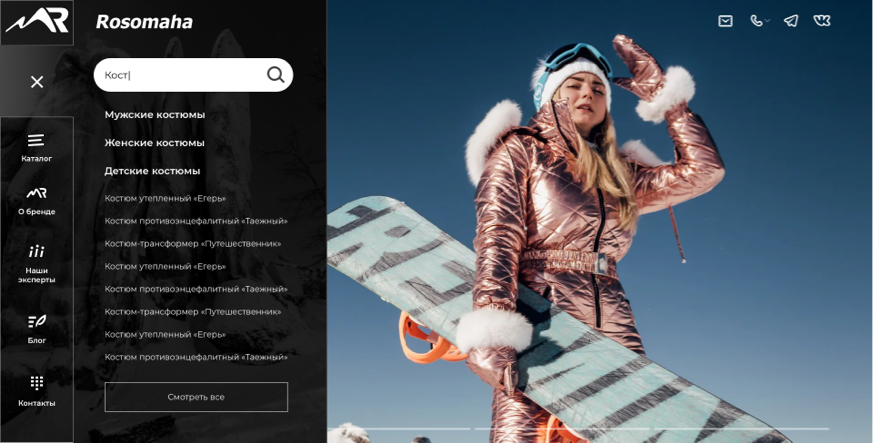 Rosomaha
Кост
Мужские костюмы
Женские костюмы
Детские костюмы
Костюм утепленный «Егерь»
Костюм противоэнцефалитный «Таежный»
Костюм-трансформер «Путешественник»
Костюм утепленный «Егерь»
Костюм противоэнцефалитный «Таежный»
Костюм-трансформер «Путешественник»
Костюм утепленный «Егерь»
Костюм противоэнцефалитный «Таежный»
Смотреть все
Каталог
О бренде
Наши
эксперты
Блог
Контакты